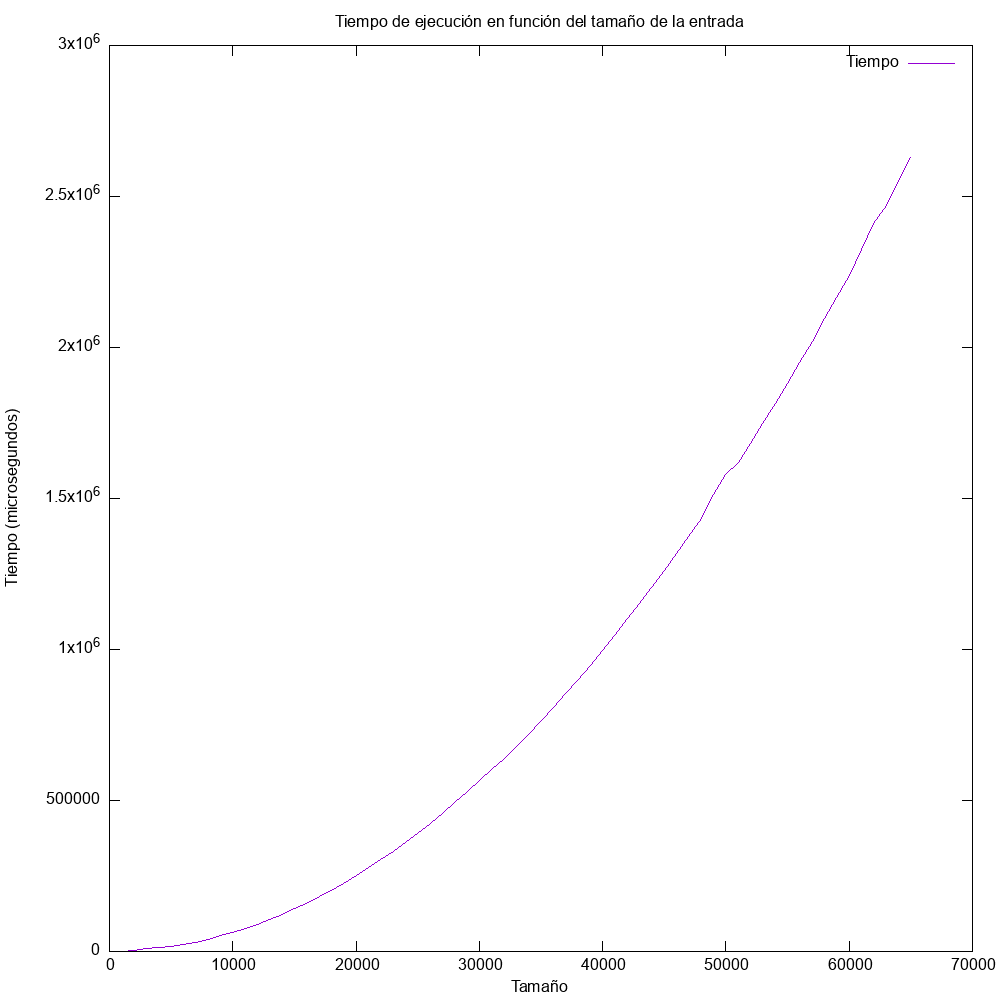 Tiempo de ejecución en función del tamaño de la entrada
3x10⁶
Tiempo
2.5x10⁶
2x10⁶
1.5x10⁶
1x10⁶
500000
0
Tiempo (microsegundos)
0 10000 20000 30000 40000 50000 60000 70000
Tamaño